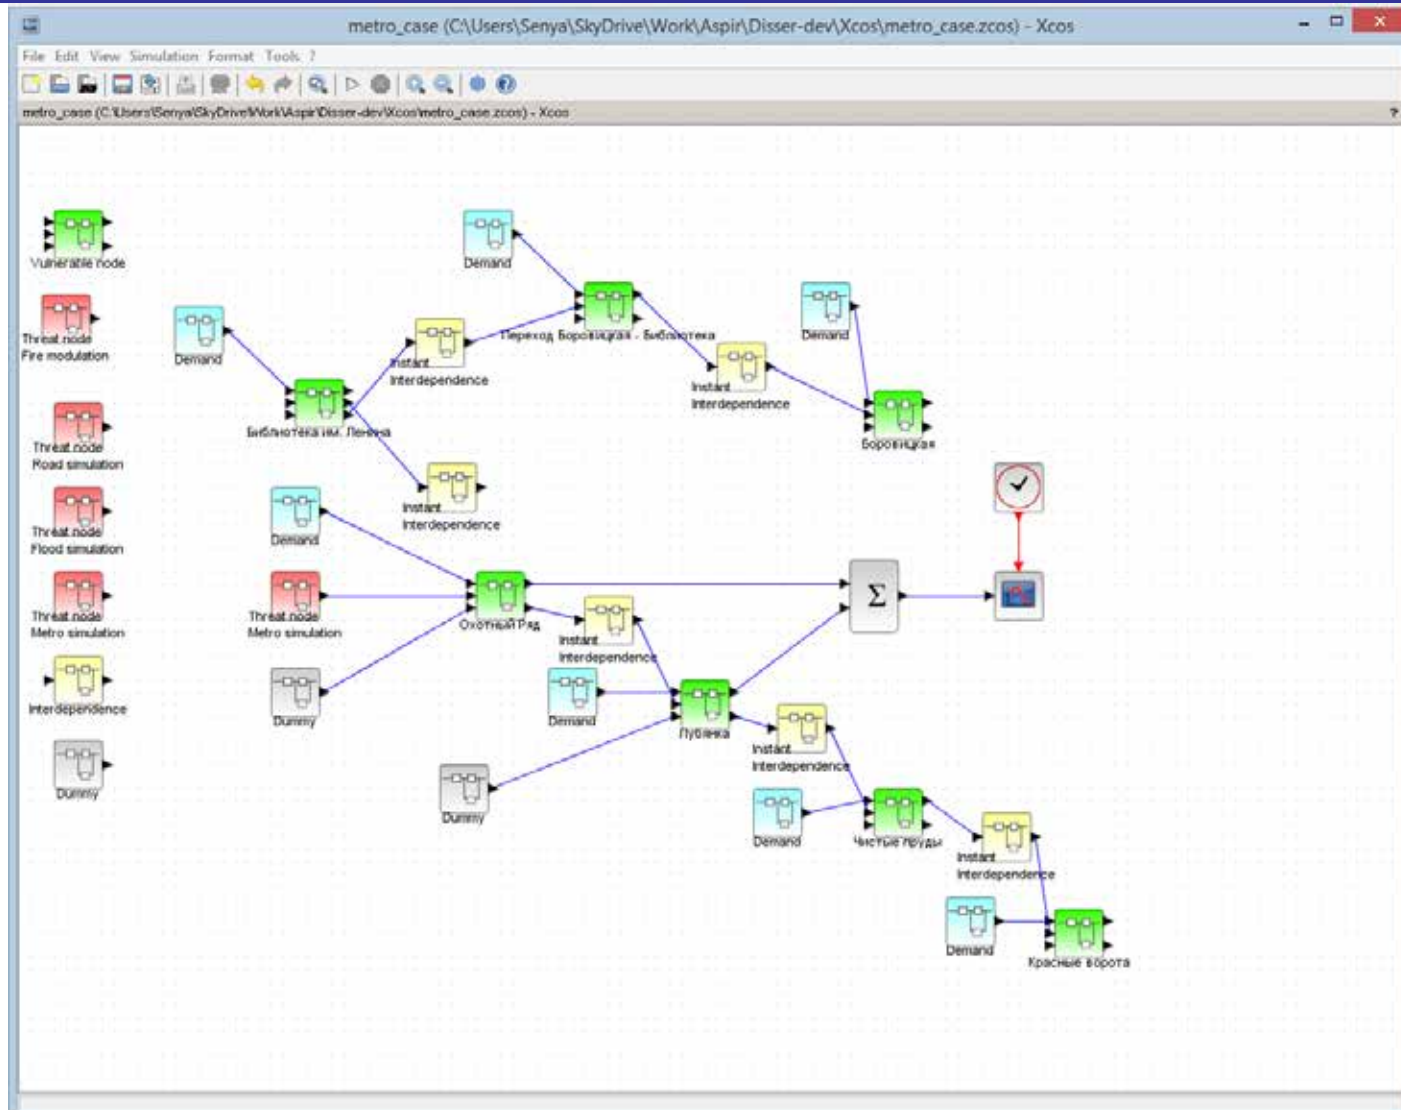 metro_case (C:\Users\Senya\SkyDrive\Work\Aspir\Disser-dev\Xcos\metro_case.zcos) - Xcos
File Edit View Simulation Format Tools ?
metro_case (C:\Users\Senya\SkyDrive\Work\Aspir\Disser-dev\Xcos\metro_case.zcos) - Xcos
?
Vulnerable node
Demand
Threat node
Fire modulation
Demand
Instant
Interdependence
Переход Боровицкая - Библиотека
Demand
Instant
Interdependence
Библиотека им. Ленина
Боровицкая
Threat node
Road simulation
Instant
Interdependence
Threat node
Flood simulation
Demand
Σ
Threat node
Metro simulation
Threat node
Metro simulation
Охотный Ряд
Instant
Interdependence
Interdependence
Dummy
Demand
Лубянка
Instant
Interdependence
Dummy
Dummy
Demand
Чистые пруды
Instant
Interdependence
Demand
Красные ворота